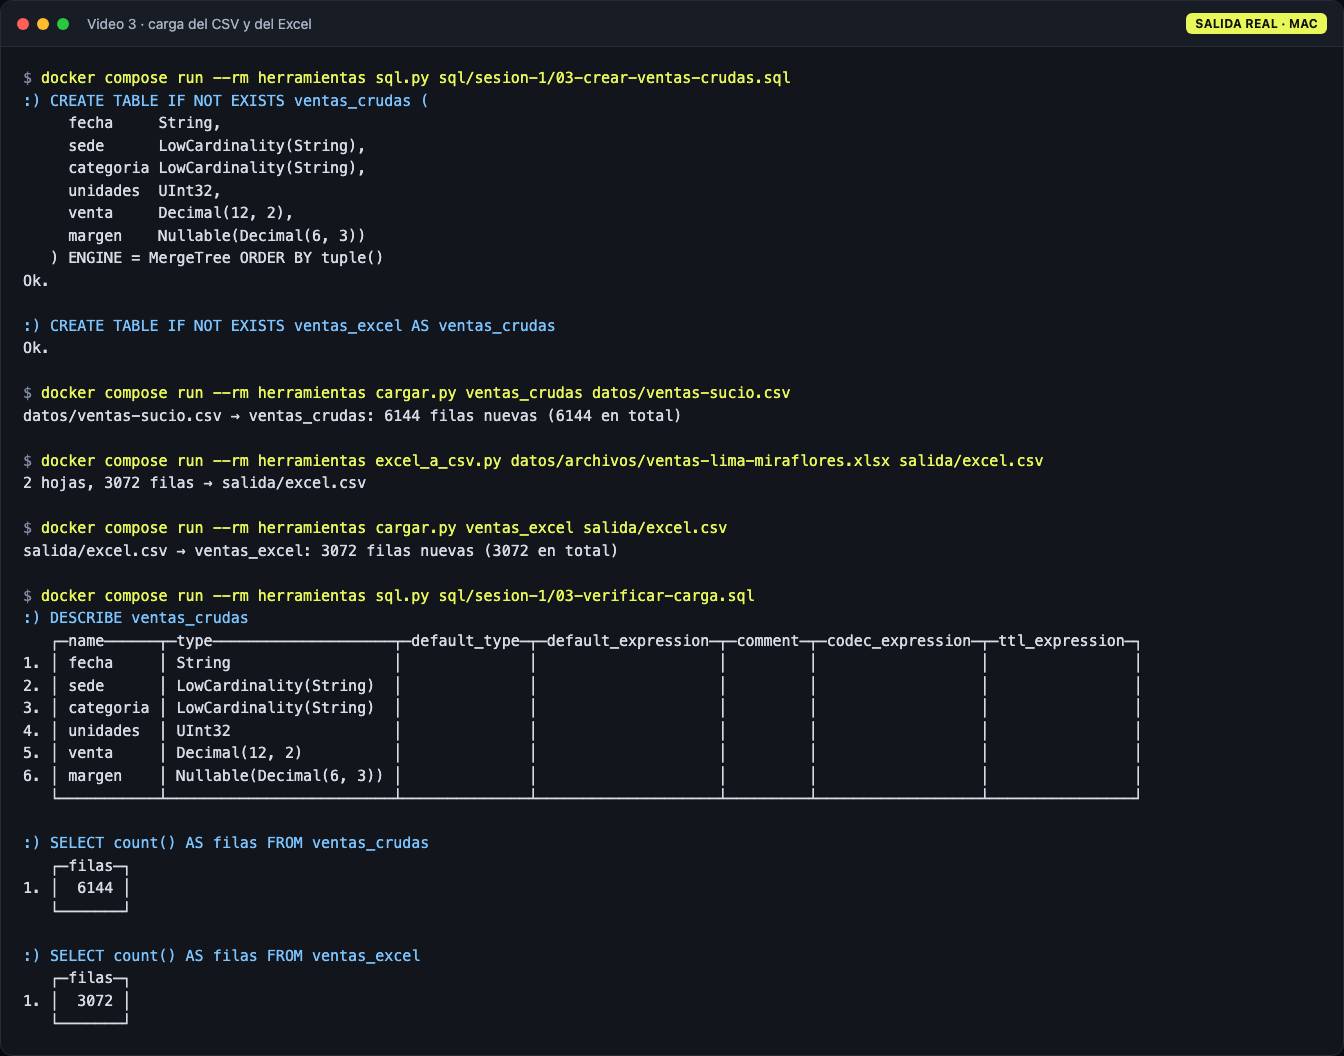 Video 3 · carga del CSV y del Excel
SALIDA REAL · MAC
$ docker compose run --rm herramientas sql.py sql/sesion-1/03-crear-ventas-crudas.sql
:) CREATE TABLE IF NOT EXISTS ventas_crudas (
fecha String,
sede LowCardinality(String),
categoria LowCardinality(String),
unidades UInt32,
venta Decimal(12, 2),
margen Nullable(Decimal(6, 3))
) ENGINE = MergeTree ORDER BY tuple()
Ok.
:) CREATE TABLE IF NOT EXISTS ventas_excel AS ventas_crudas
Ok.
$ docker compose run --rm herramientas cargar.py ventas_crudas datos/ventas-sucio.csv
datos/ventas-sucio.csv → ventas_crudas: 6144 filas nuevas (6144 en total)
$ docker compose run --rm herramientas excel_a_csv.py datos/archivos/ventas-lima-miraflores.xlsx salida/excel.csv
2 hojas, 3072 filas → salida/excel.csv
$ docker compose run --rm herramientas cargar.py ventas_excel salida/excel.csv
salida/excel.csv → ventas_excel: 3072 filas nuevas (3072 en total)
$ docker compose run --rm herramientas sql.py sql/sesion-1/03-verificar-carga.sql
:) DESCRIBE ventas_crudas
name type default_type default_expression comment codec_expression ttl_expression
1. fecha String
2. sede LowCardinality(String)
3. categoria LowCardinality(String)
4. unidades UInt32
5. venta Decimal(12, 2)
6. margen Nullable(Decimal(6, 3))
:) SELECT count() AS filas FROM ventas_crudas
filas
1. 6144
:) SELECT count() AS filas FROM ventas_excel
filas
1. 3072